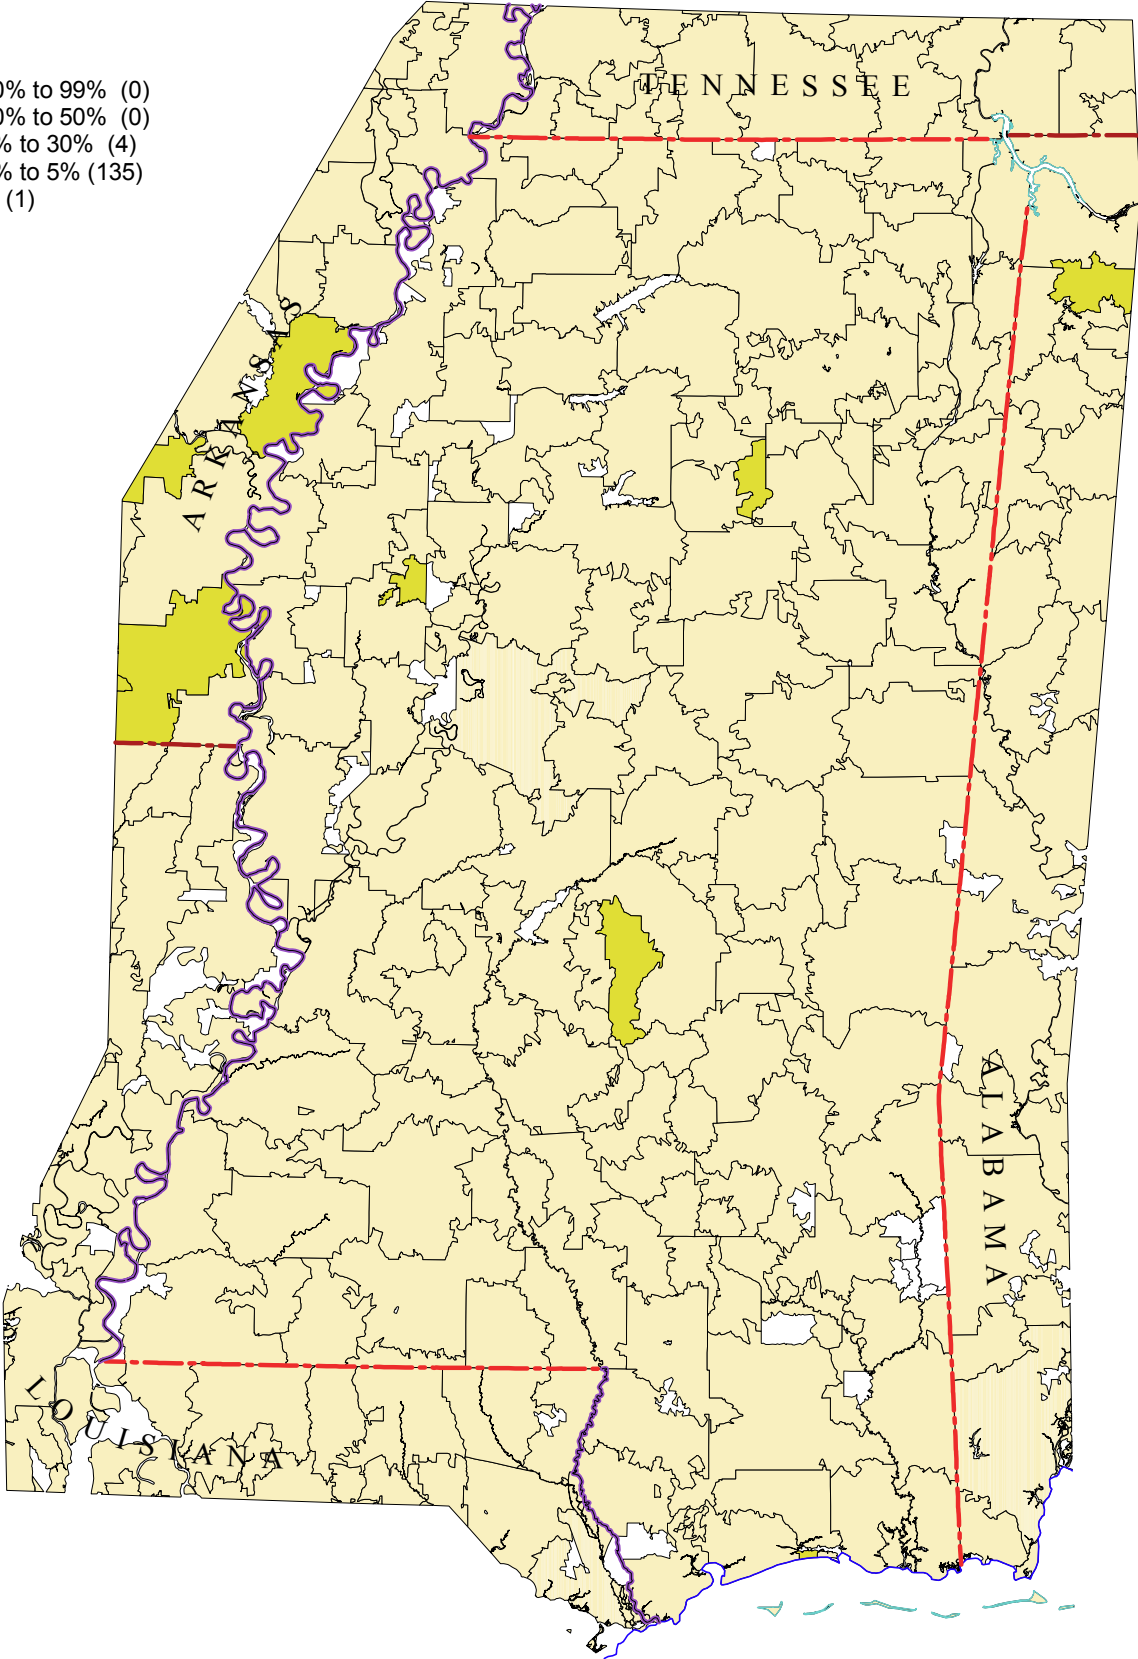 0% to 99% (0)
0% to 50% (0)
% to 30% (4)
% to 5% (135)
(1)
TENNESSEE
ARKANSAS
ALABAMA
LOUISIANA